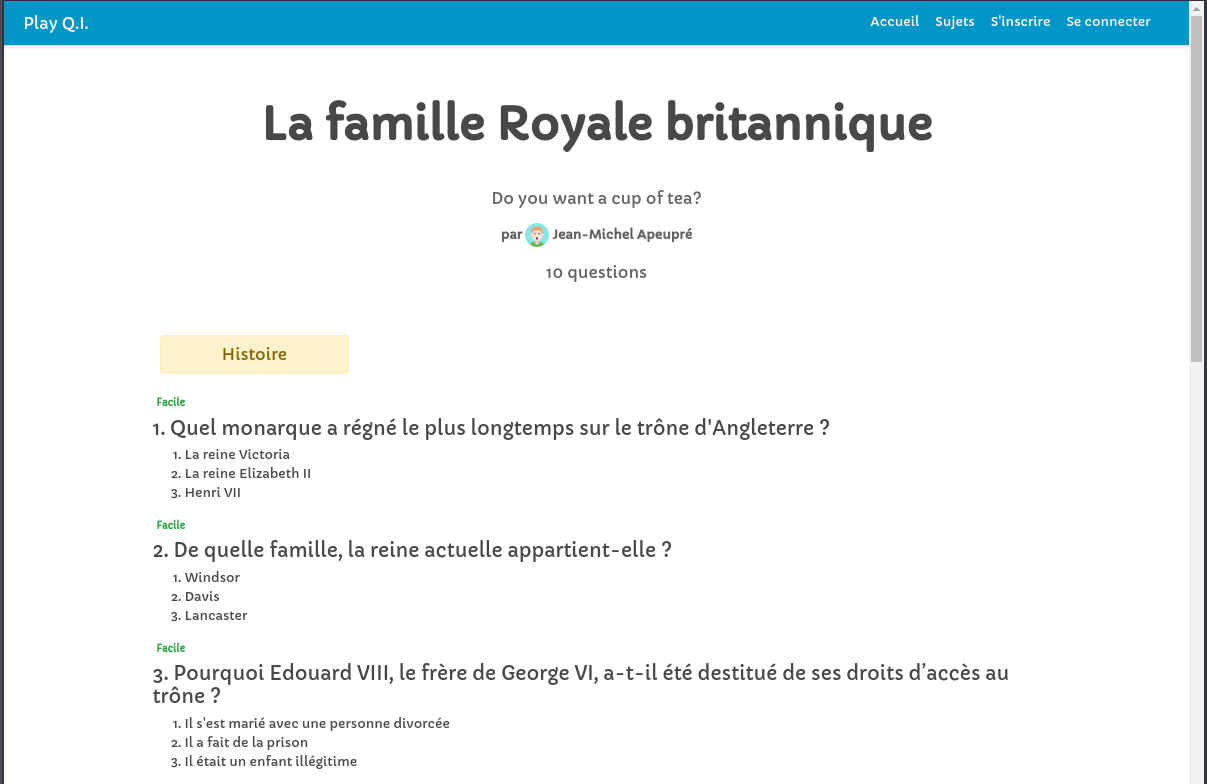 Play Q.I.
Accueil Sujets S'inscrire Se connecter
La famille Royale britannique
Do you want a cup of tea?
par Jean-Michel Apeupré
10 questions
Histoire
Facile
1. Quel monarque a régné le plus longtemps sur le trône d'Angleterre ?
1. La reine Victoria
2. La reine Elizabeth II
3. Henri VII
Facile
2. De quelle famille, la reine actuelle appartient-elle ?
1. Windsor
2. Davis
3. Lancaster
Facile
3. Pourquoi Edouard VIII, le frère de George VI, a-t-il été destitué de ses droits d’accès au
trône ?
1. Il s'est marié avec une personne divorcée
2. Il a fait de la prison
3. Il était un enfant illégitime